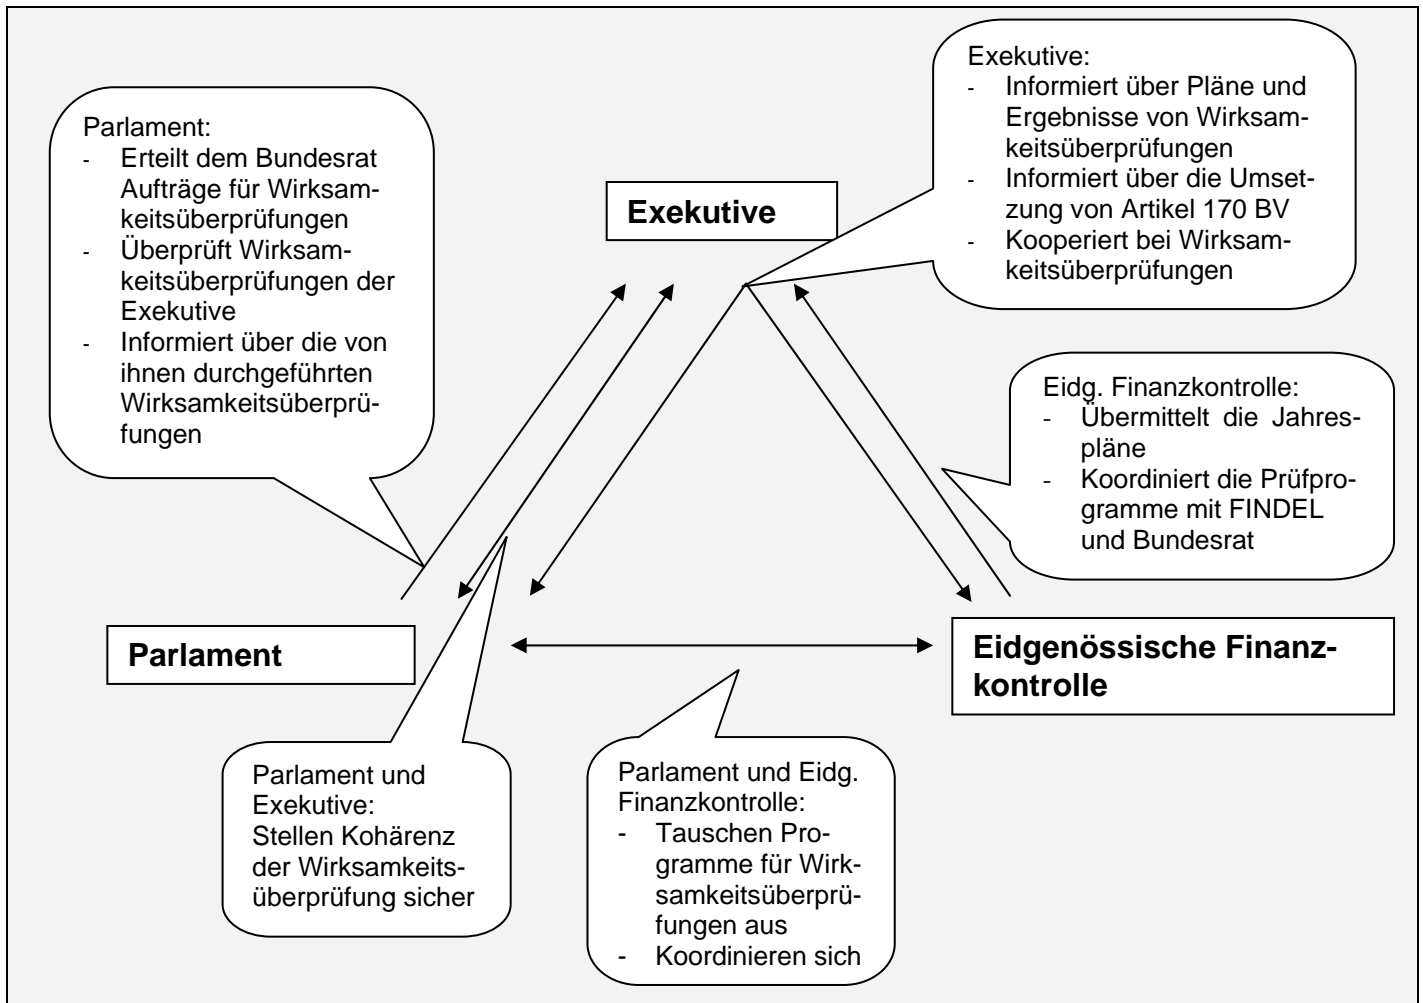 Exekutive:
- Informiert über Pläne und
Ergebnisse von Wirksam-
keitsüberprüfungen
- Informiert über die Umset-
zung von Artikel 170 BV
- Kooperiert bei Wirksam-
keitsüberprüfungen
Parlament:
- Erteilt dem Bundesrat
Aufträge für Wirksam-
keitsüberprüfungen
- Überprüft Wirksam-
keitsüberprüfungen der
Exekutive
- Informiert über die von
ihnen durchgeführten
Wirksamkeitsüberprü-
fungen
Exekutive
Eidg. Finanzkontrolle:
- Übermittelt die Jahres-
pläne
- Koordiniert die Prüfpro-
gramme mit FINDEL
und Bundesrat
Parlament
Eidgenössische Finanz-
kontrolle
Parlament und
Exekutive:
Stellen Kohärenz
der Wirksamkeits-
überprüfung sicher
Parlament und Eidg.
Finanzkontrolle:
- Tauschen Pro-
gramme für Wirk-
samkeitsüberprü-
fungen aus
- Koordinieren sich